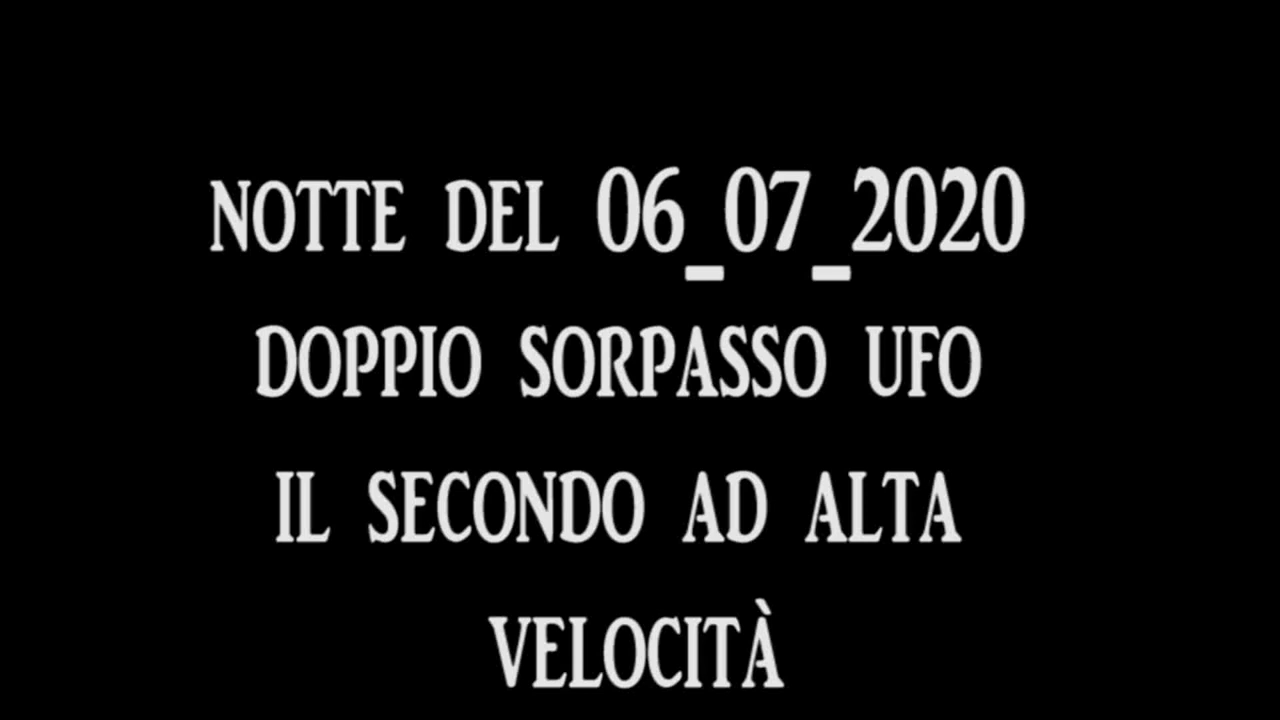 NOTTE DEL 06_07_2020
DOPPIO SORPASSO UFO
IL SECONDO AD ALTA
VELOCITÀ